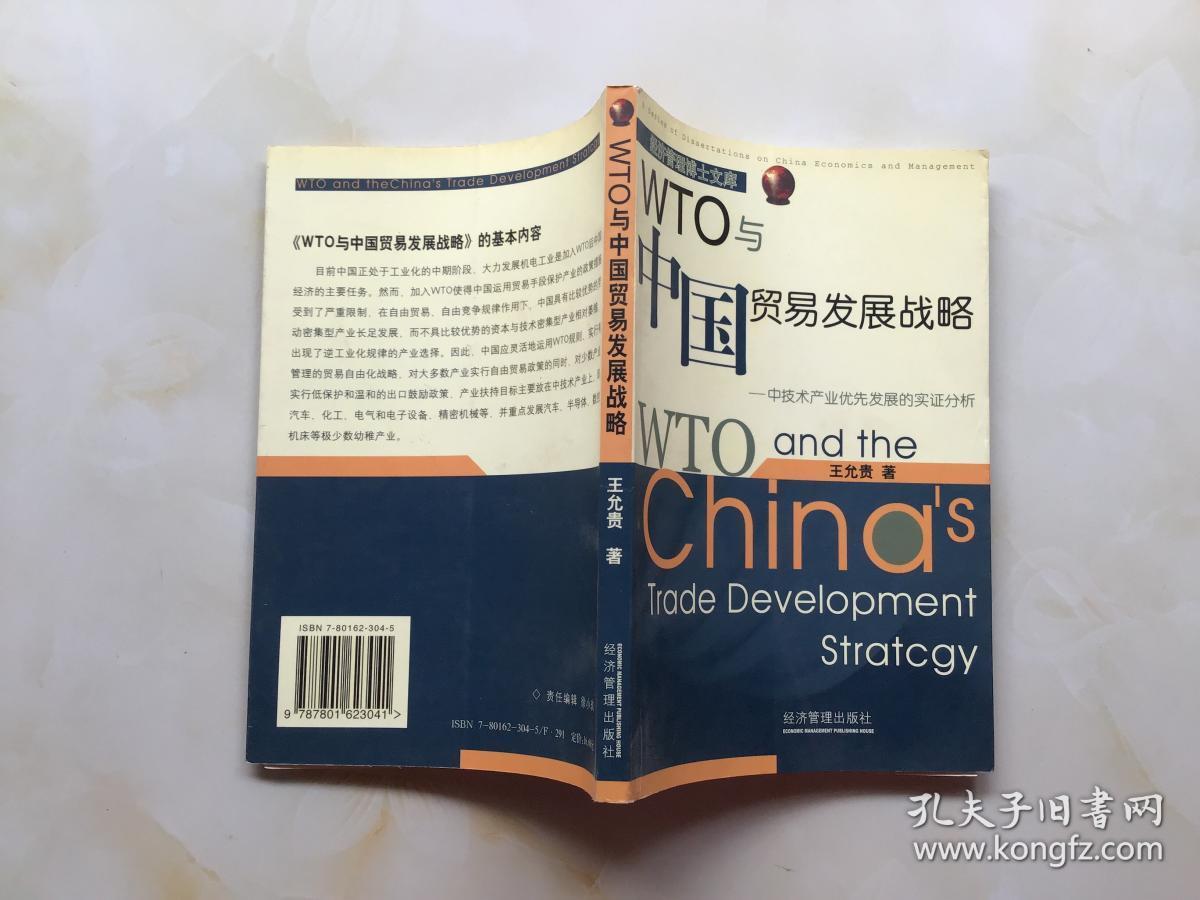 WTO and theChina's Trade Development Stratcgy
《WTO与中国贸易发展战略》的基本内容
目前中国正处于工业化的中期阶段，大力发展机电工业是加入WTO后中国
经济的主要任务。然而，加入WTO使得中国运用贸易手段保护产业的政策措施
受到了严重限制，在自由贸易、自由竞争规律作用下，中国具有比较优势的劳
动密集型产业长足发展，而不具比较优势的资本与技术密集型产业相对萎缩，
出现了逆工业化规律的产业选择。因此，中国应灵活地运用WTO规则，实行有
管理的贸易自由化战略，对大多数产业实行自由贸易政策的同时，对少数产业
实行低保护和温和的出口鼓励政策，产业扶持目标主要放在中技术产业上，即
汽车、化工、电气和电子设备、精密机械等，并重点发展汽车、半导体、数控
机床等极少数幼稚产业。
ISBN 7-80162-304-5
9 787801 623041 >
◇ 责任编辑
ISBN 7-80162-304-5/F·291 定价:
WTO与中国贸易发展战略
王允贵 著
经济管理出版社
ECONOMIC MANAGEMENT PUBLISHING HOUSE
A Series of Dissertations on China Economics and Management
经济管理博士文库
WTO与
中国
贸易发展战略
—中技术产业优先发展的实证分析
WTO and the
王允贵 著
China's
Trade Development
Stratcgy
经济管理出版社
ECONOMIC MANAGEMENT PUBLISHING HOUSE
孔夫子旧书网
www.kongfz.com